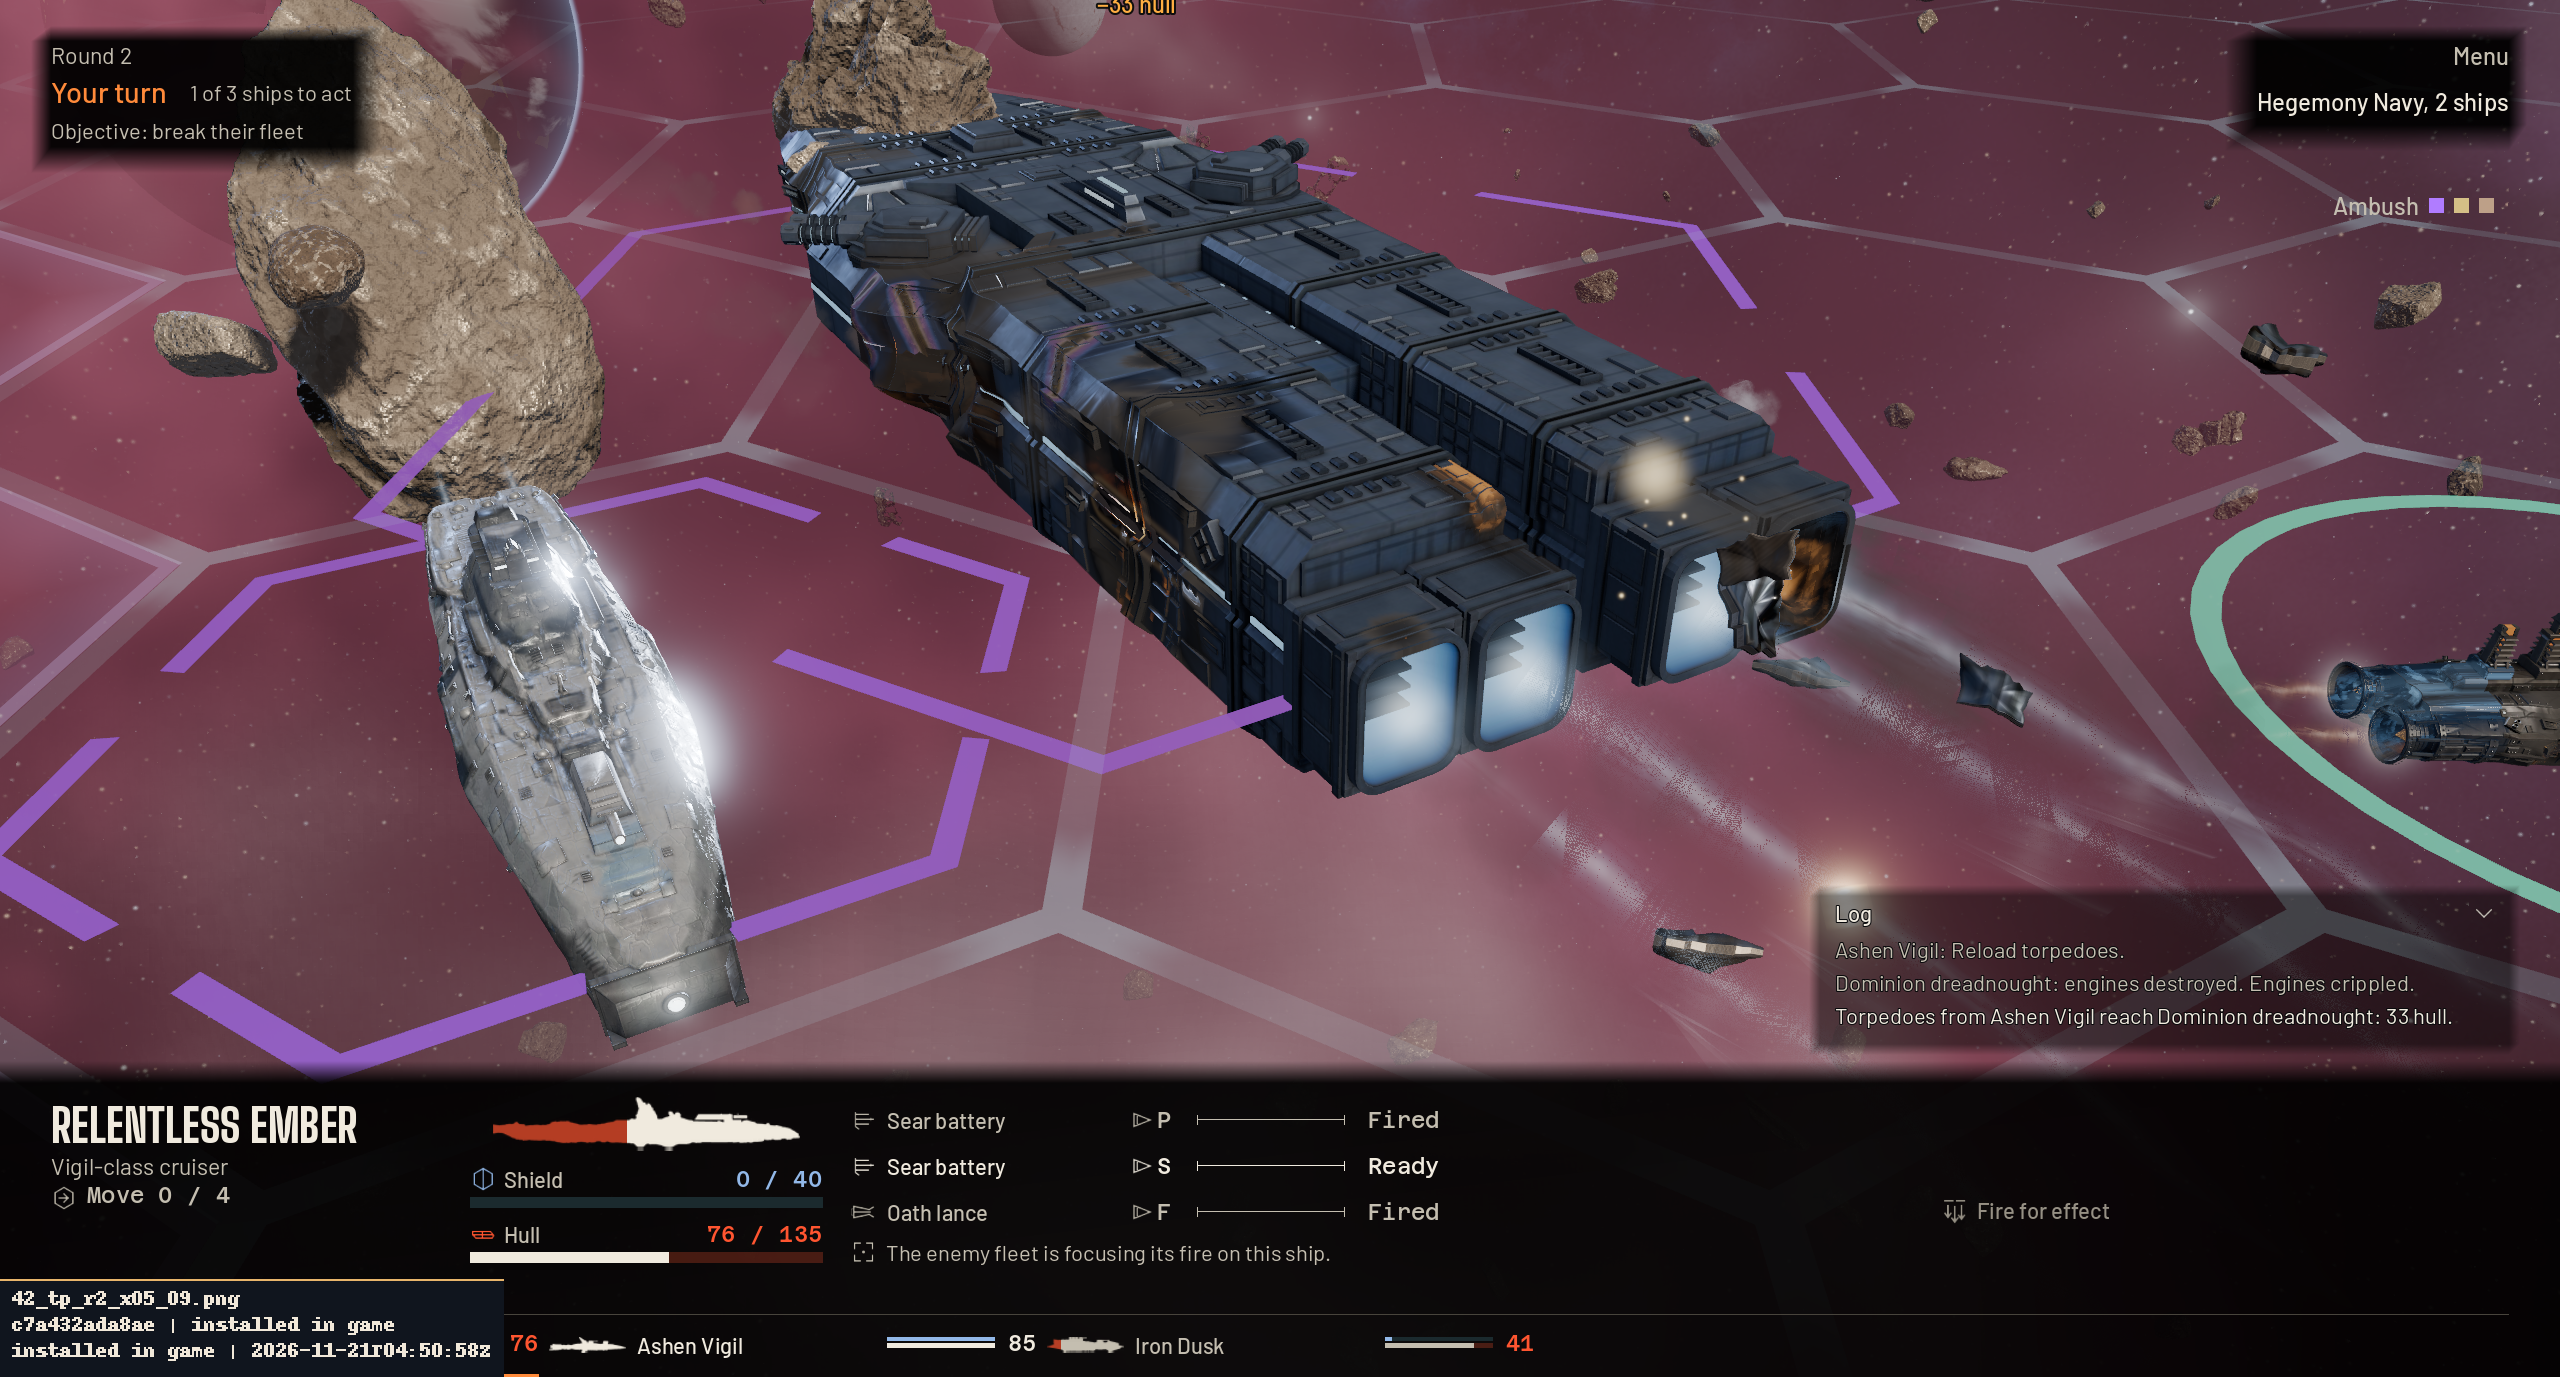 −33 hull
Round 2
Your turn 1 of 3 ships to act
Objective: break their fleet
Menu
Hegemony Navy, 2 ships
Ambush
Log
Ashen Vigil: Reload torpedoes.
Dominion dreadnought: engines destroyed. Engines crippled.
Torpedoes from Ashen Vigil reach Dominion dreadnought: 33 hull.
RELENTLESS EMBER
Vigil-class cruiser
Move 0 / 4
Shield 0 / 40
Hull 76 / 135
Sear battery P Fired
Sear battery S Ready
Oath lance F Fired
The enemy fleet is focusing its fire on this ship.
Fire for effect
42_tp_r2_x05_09.png
c7a432ada8ae | installed in game
installed in game | 2026-11-21T04:50:58Z
76 Ashen Vigil 85 Iron Dusk 41